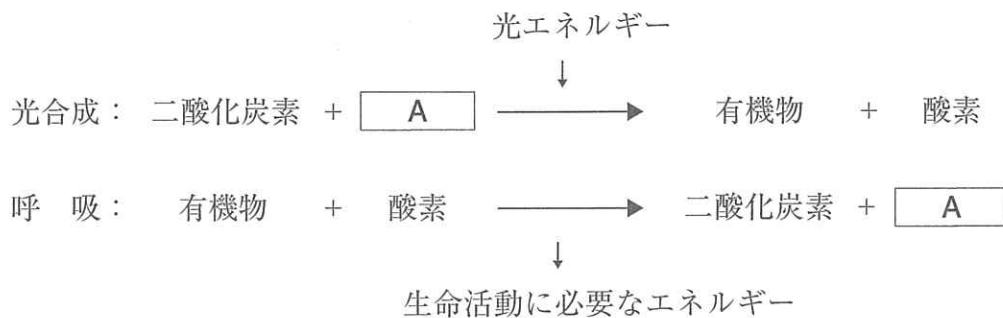 光エネルギー
光合成： 二酸化炭素 + A 有機物 + 酸素
呼　吸： 有機物 + 酸素 二酸化炭素 + A
生命活動に必要なエネルギー